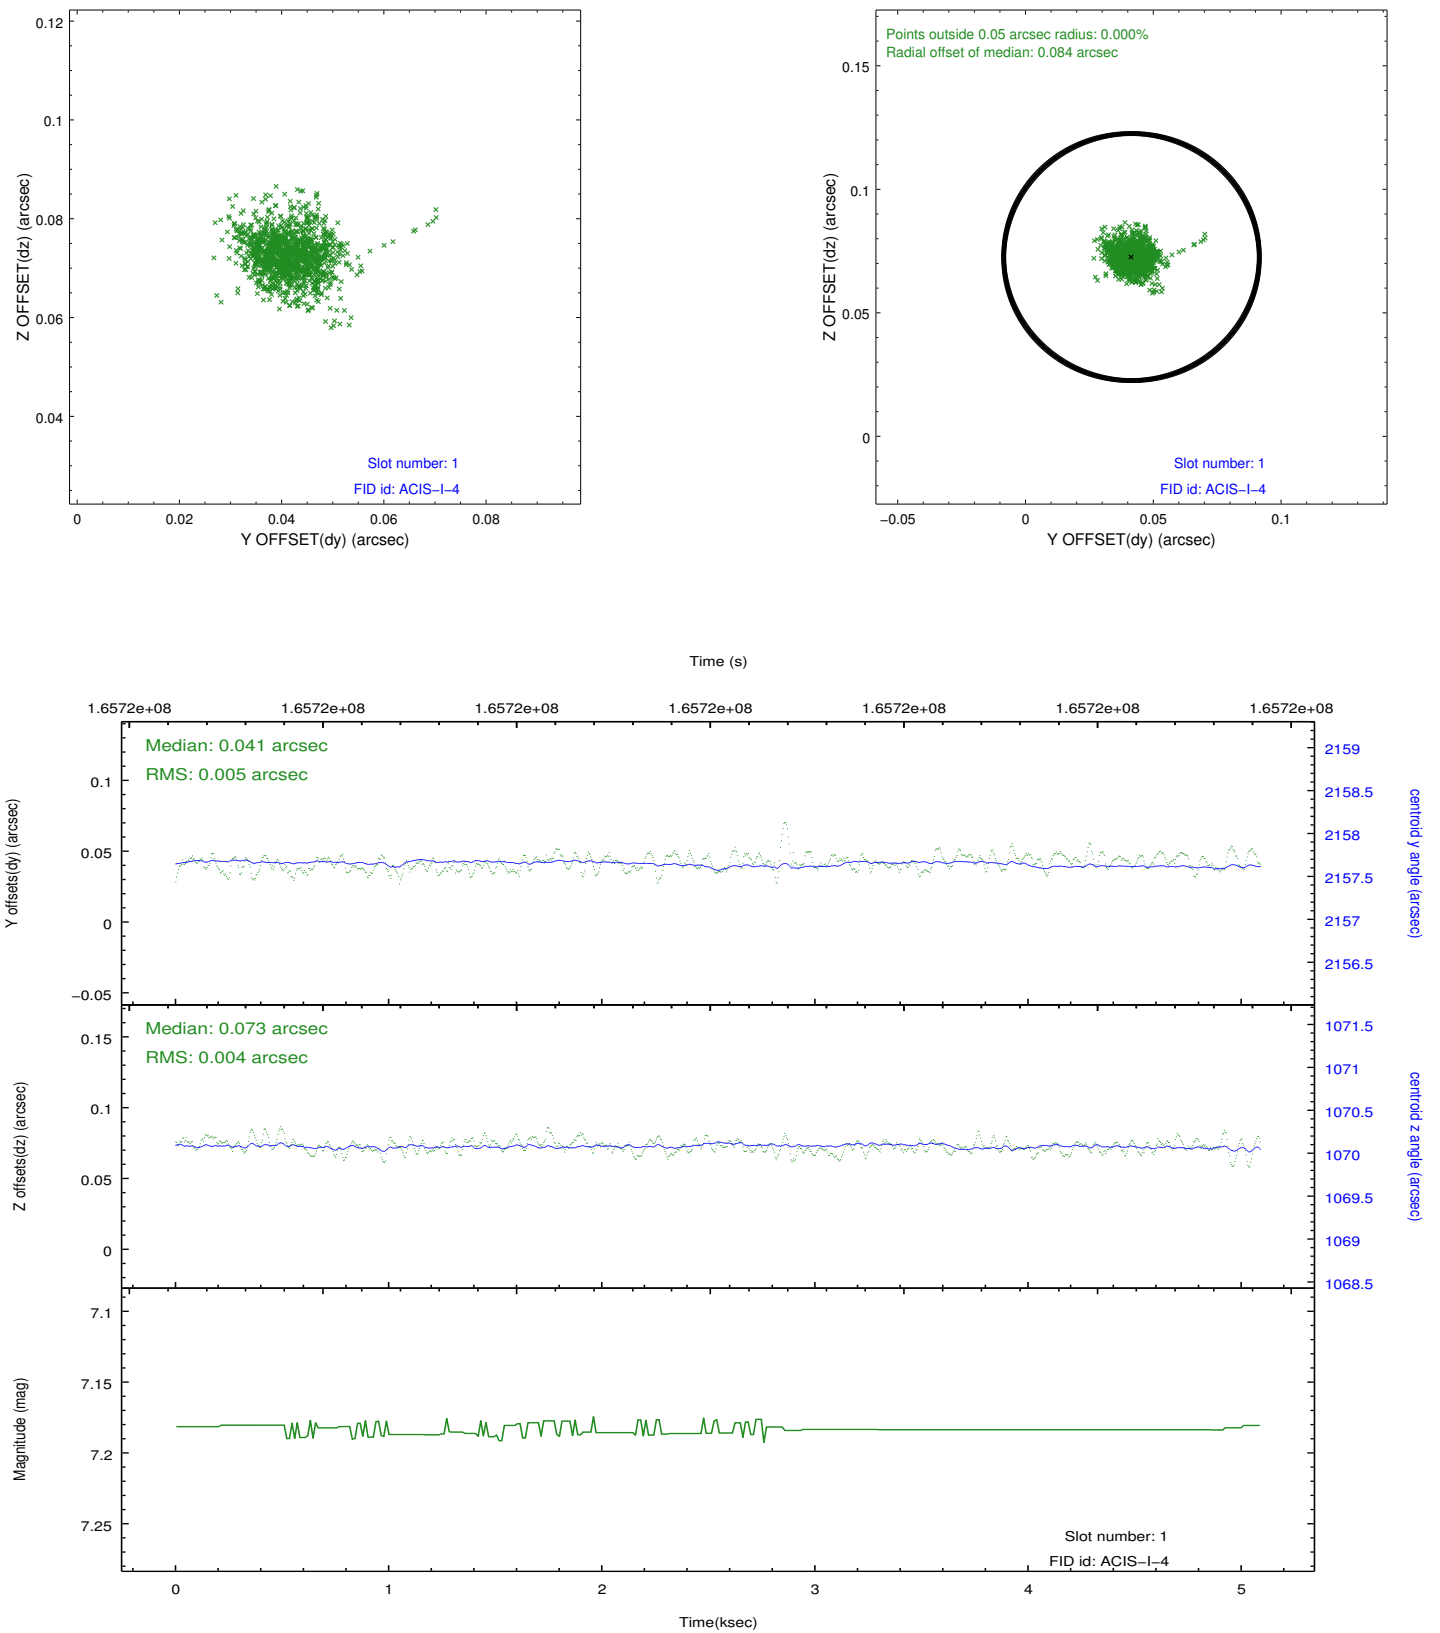 0.12
0.1
0.08
0.06
0.04
Z OFFSET(dz) (arcsec)
Slot number: 1
FID id: ACIS−I−4
0
0.02
0.04
0.06
0.08
Y OFFSET(dy) (arcsec)
Points outside 0.05 arcsec radius: 0.000%
Radial offset of median: 0.084 arcsec
0.15
0.1
0.05
0
Z OFFSET(dz) (arcsec)
Slot number: 1
FID id: ACIS−I−4
−0.05
0
0.05
0.1
Y OFFSET(dy) (arcsec)
Time (s)
1.6572e+08 1.6572e+08 1.6572e+08 1.6572e+08 1.6572e+08 1.6572e+08 1.6572e+08
Median: 0.041 arcsec
RMS: 0.005 arcsec
0.1
0.05
0
−0.05
Y offsets(dy) (arcsec)
2159
2158.5
2158
2157.5
2157
2156.5
centroid y angle (arcsec)
Median: 0.073 arcsec
RMS: 0.004 arcsec
0.15
0.1
0.05
0
Z offsets(dz) (arcsec)
1071.5
1071
1070.5
1070
1069.5
1069
1068.5
centroid z angle (arcsec)
7.1
7.15
7.2
7.25
Magnitude (mag)
Slot number: 1
FID id: ACIS−I−4
0 1 2 3 4 5
Time(ksec)